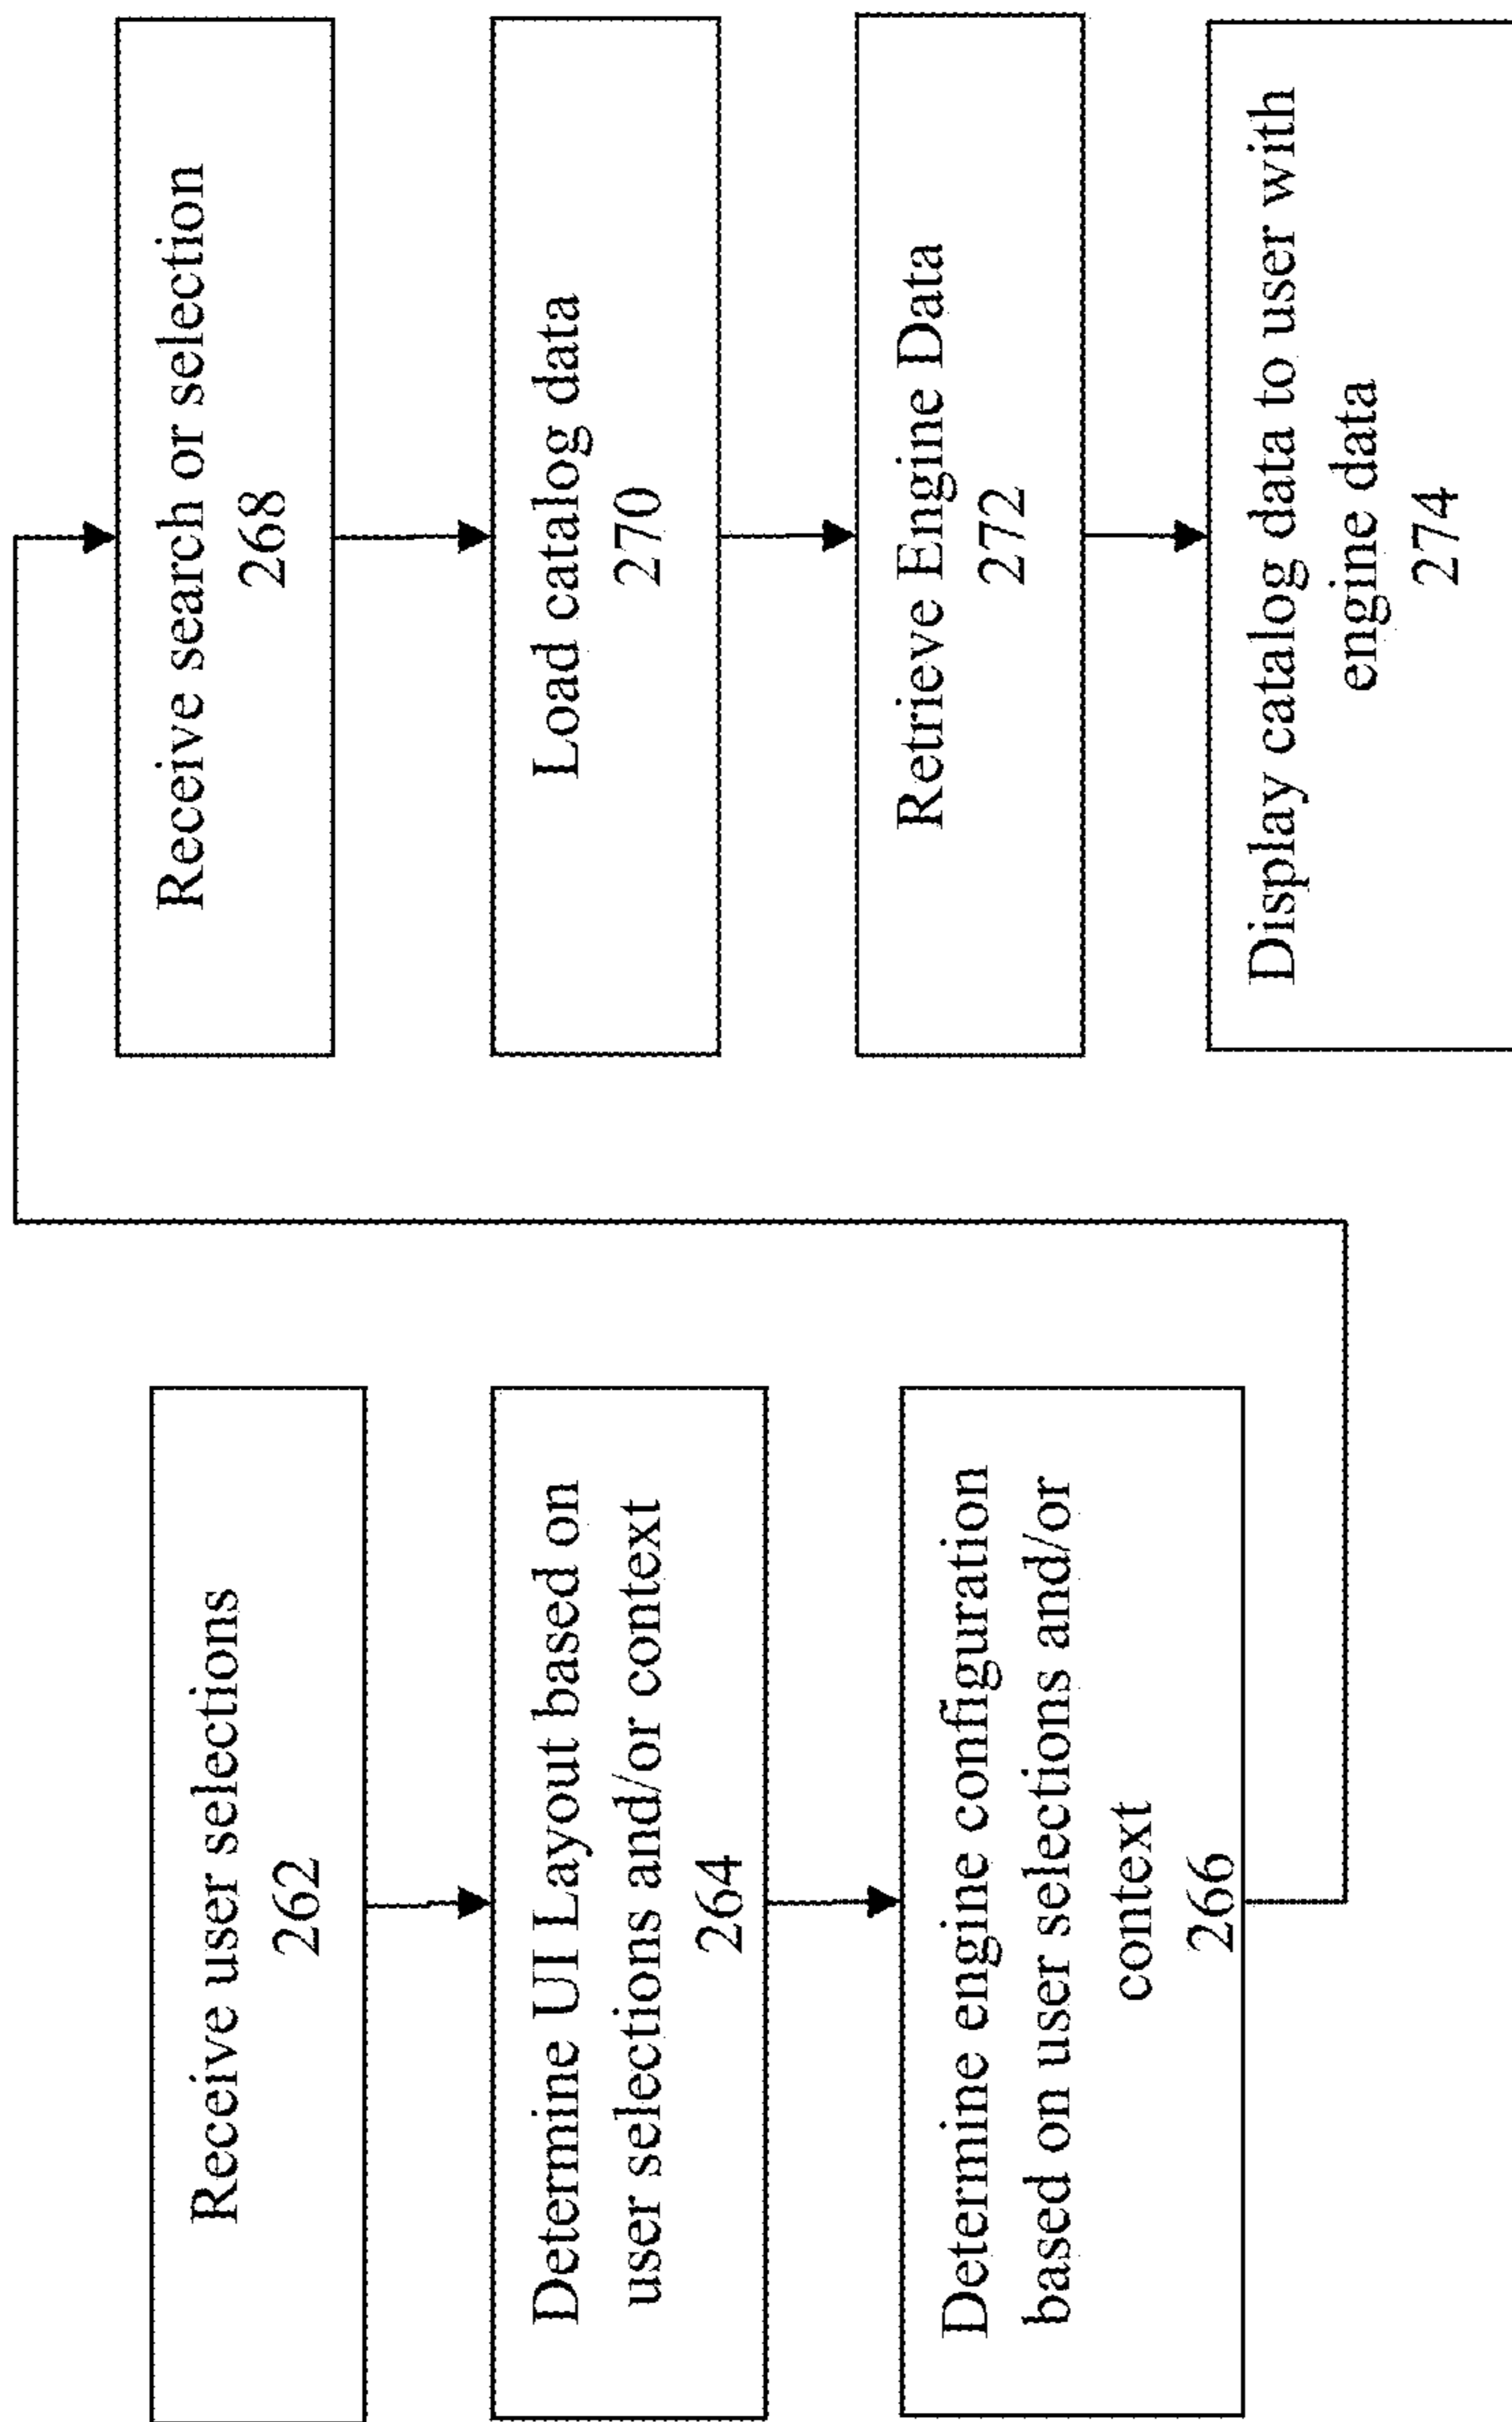 Receive user selections
262
Determine UI Layout based on
user selections and/or context
264
Determine engine configuration
based on user selections and/or
context
266
Receive search or selection
268
Load catalog data
270
Retrieve Engine Data
272
Display catalog data to user with
engine data
274